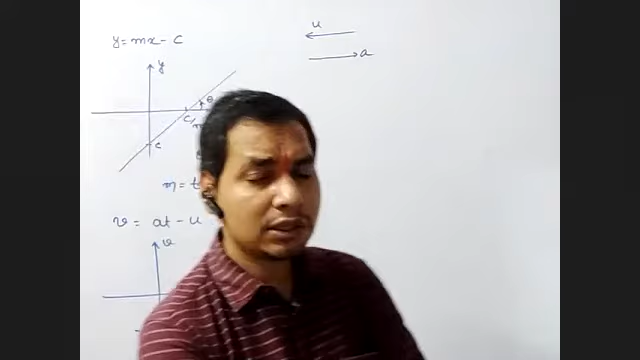 y = mx - c
y
θ
c/m
c
m = t
v = at - u
v
u
a